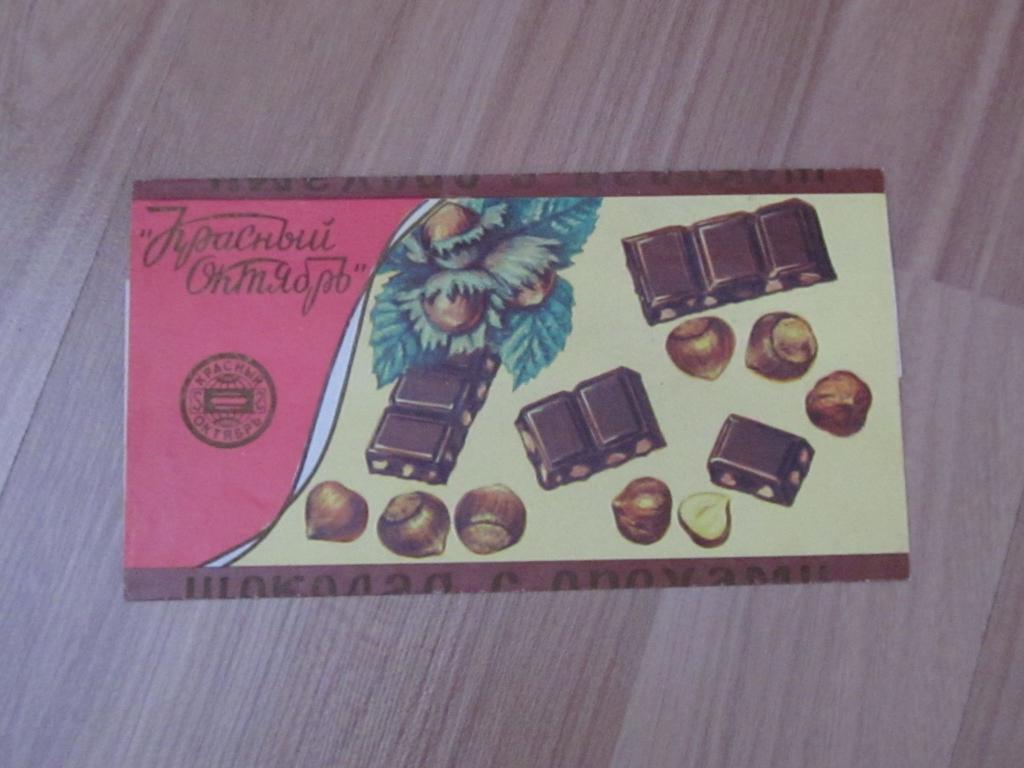 "Красный
Октябрь"
КРАСНЫЙ
ОКТЯБРЬ
шоколад с орехами